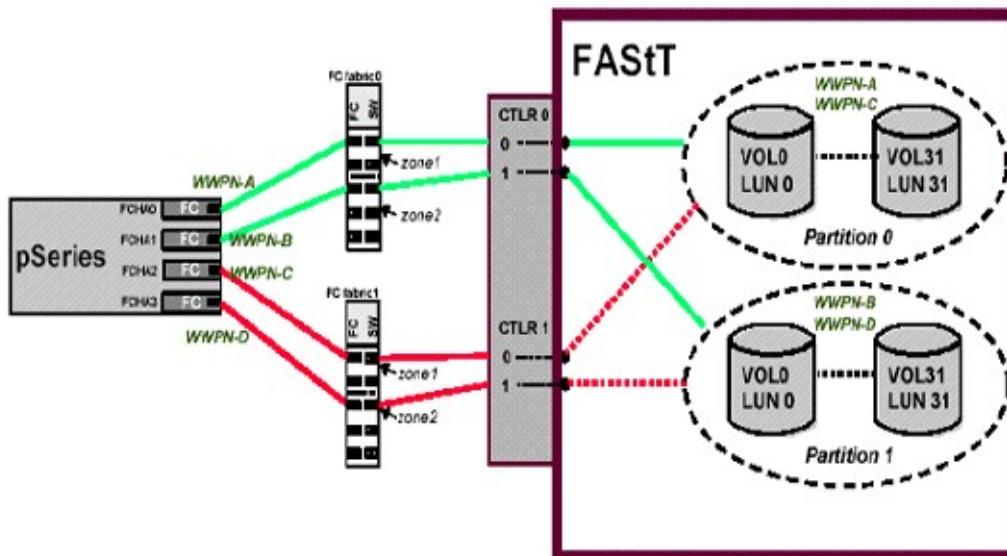 FAStT
FC fabric0
FC
SW
zone1
zone2
CTLR 0
0
1
WWPN-A
WWPN-C
VOL0
LUN 0
VOL31
LUN 31
Partition 0
WWPN-A
FCHA0 FC
FCHA1 FC
FCHA2 FC
FCHA3 FC
pSeries
WWPN-B
WWPN-C
WWPN-D
FC fabric1
FC
SW
zone1
zone2
CTLR 1
0
1
WWPN-B
WWPN-D
VOL0
LUN 0
VOL31
LUN 31
Partition 1